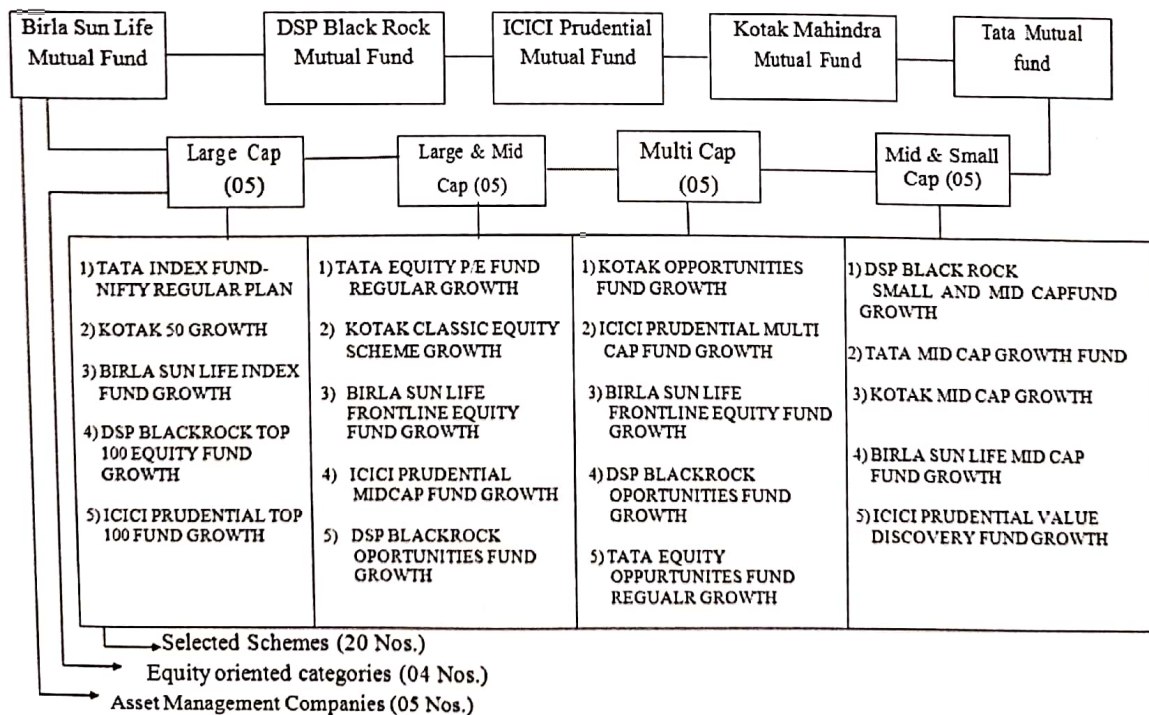 Birla Sun Life
Mutual Fund
DSP Black Rock
Mutual Fund
ICICI Prudential
Mutual Fund
Kotak Mahindra
Mutual Fund
Tata Mutual
fund
Large Cap
(05)
Large & Mid
Cap (05)
Multi Cap
(05)
Mid & Small
Cap (05)
1) TATA INDEX FUND-
NIFTY REGULAR PLAN
2) KOTAK 50 GROWTH
3) BIRLA SUN LIFE INDEX
FUND GROWTH
4) DSP BLACKROCK TOP
100 EQUITY FUND
GROWTH
5) ICICI PRUDENTIAL TOP
100 FUND GROWTH
1) TATA EQUITY P/E FUND
REGULAR GROWTH
2) KOTAK CLASSIC EQUITY
SCHEME GROWTH
3) BIRLA SUN LIFE
FRONTLINE EQUITY
FUND GROWTH
4) ICICI PRUDENTIAL
MIDCAP FUND GROWTH
5) DSP BLACKROCK
OPORTUNITIES FUND
GROWTH
1) KOTAK OPPORTUNITIES
FUND GROWTH
2) ICICI PRUDENTIAL MULTI
CAP FUND GROWTH
3) BIRLA SUN LIFE
FRONTLINE EQUITY FUND
GROWTH
4) DSP BLACKROCK
OPORTUNITIES FUND
GROWTH
5) TATA EQUITY
OPPURTUNITES FUND
REGUALR GROWTH
1) DSP BLACK ROCK
SMALL AND MID CAPFUND
GROWTH
2) TATA MID CAP GROWTH FUND
3) KOTAK MID CAP GROWTH
4) BIRLA SUN LIFE MID CAP
FUND GROWTH
5) ICICI PRUDENTIAL VALUE
DISCOVERY FUND GROWTH
Selected Schemes (20 Nos.)
Equity oriented categories (04 Nos.)
Asset Management Companies (05 Nos.)